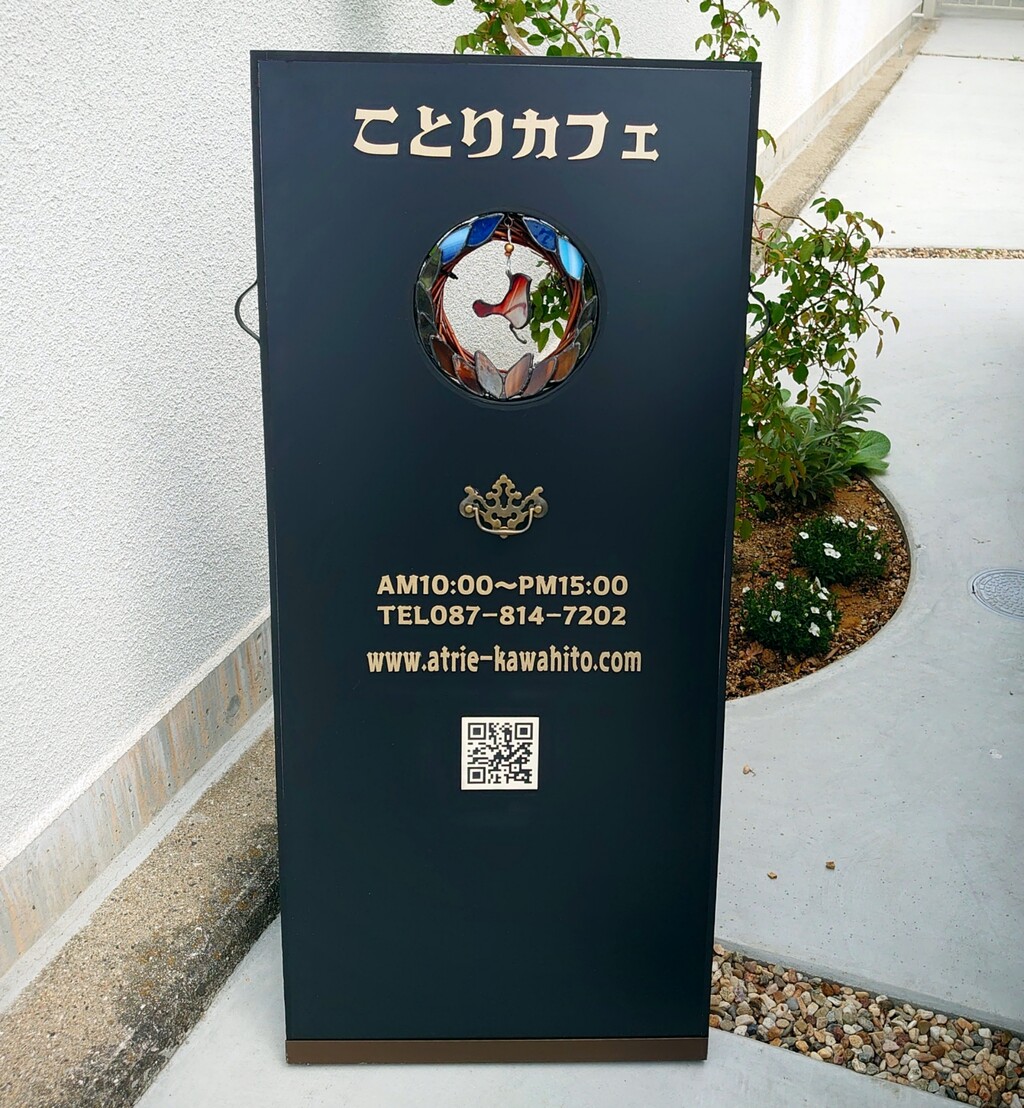 ことりカフェ
AM10:00～PM15:00
TEL087-814-7202
www.atrie-kawahito.com